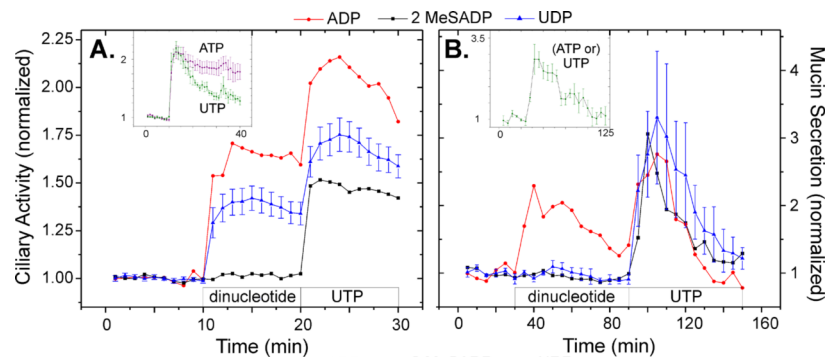 ADP 2 MeSADP UDP
A.
Ciliary Activity (normalized)
2.25
2.00
1.75
1.50
1.25
1.00
0 10 20 30
Time (min)
dinucleotide UTP
ATP
UTP
2
1
0 40
B.
Mucin Secretion (normalized)
4
3
2
1
0 40 80 120 160
Time (min)
dinucleotide UTP
(ATP or)
UTP
3.5
1
0 125